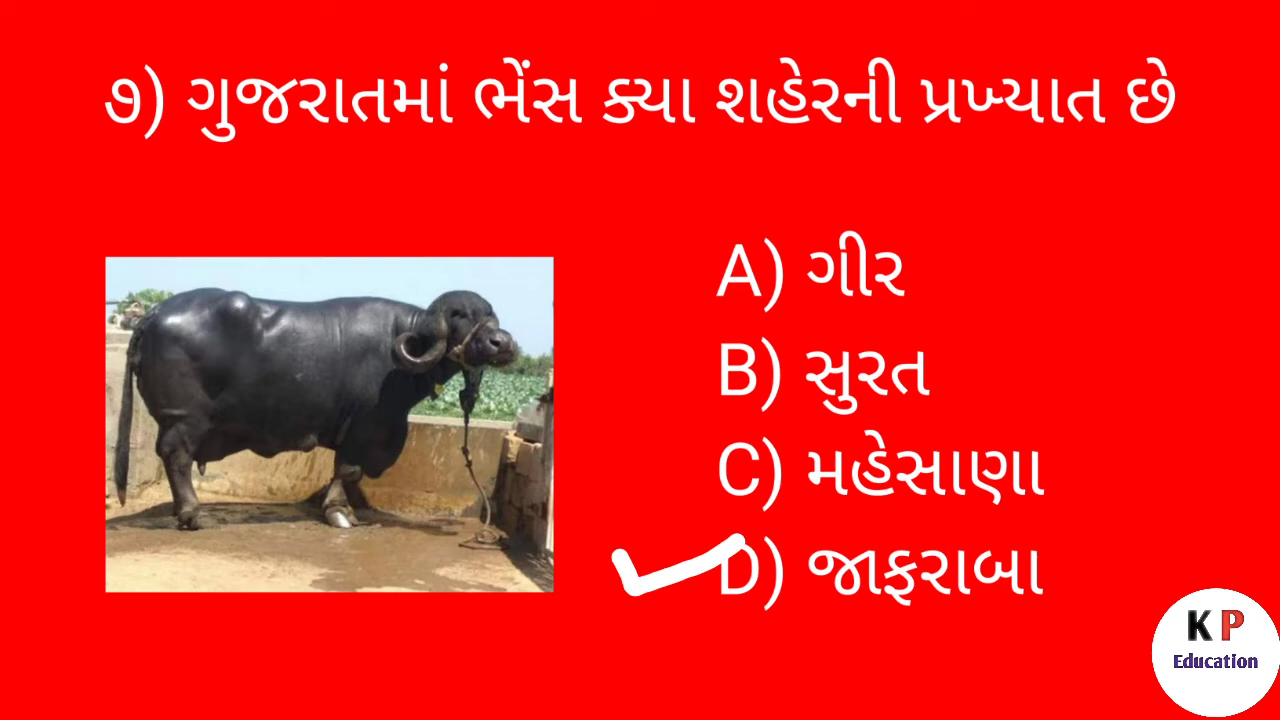 ૭) ગુજરાતમાં ભેંસ ક્યા શહેરની પ્રખ્યાત છે
A) ગીર
B) સુરત
C) મહેસાણા
D) જાફરાબા
K P
Education